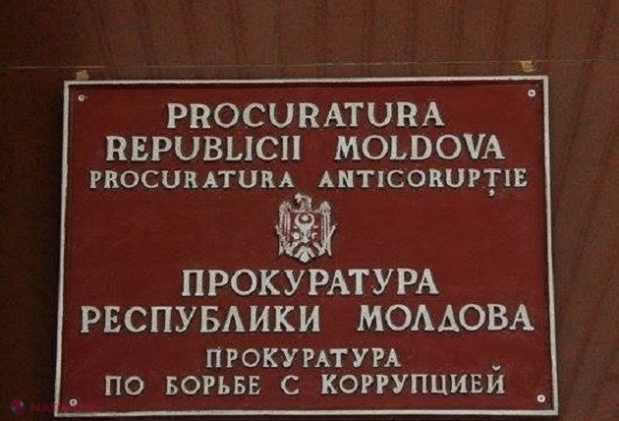 PROCURATURA
REPUBLICII MOLDOVA
PROCURATURA ANTICORUPȚIE
ПРОКУРАТУРА
РЕСПУБЛИКИ МОЛДОВА
ПРОКУРАТУРА
ПО БОРЬБЕ С КОРРУПЦИЕЙ